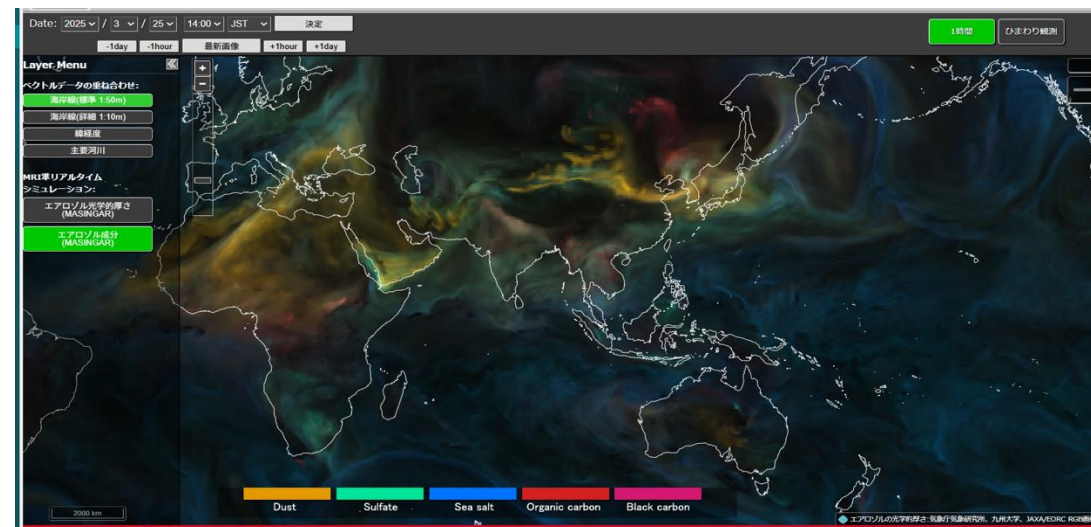 Date: 2025 / 3 / 25 14:00 JST 決定
-1day -1hour 最新画像 +1hour +1day
1時間 ひまわり観測
Layer Menu
ベクトルデータの重ね合わせ:
海岸線(標準 1:50m)
海岸線(詳細 1:10m)
緯経度
主要河川
MRI準リアルタイム
シミュレーション:
エアロゾル光学的厚さ
(MASINGAR)
エアロゾル成分
(MASINGAR)
+
−
2000 km
Dust Sulfate Sea salt Organic carbon Black carbon
エアロゾルの光学的厚さ:気象庁気象研究所、九州大学、JAXA/EORC RGB画